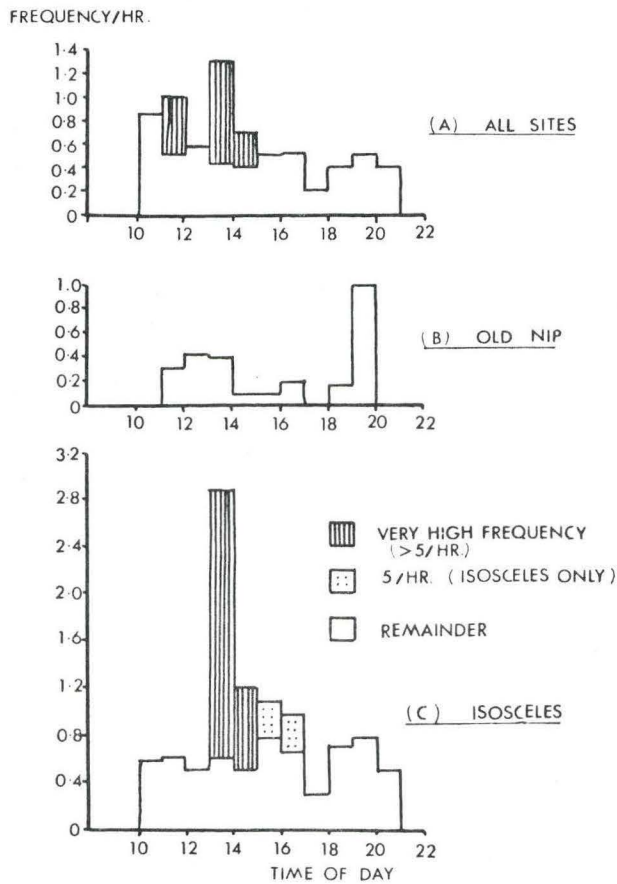 FREQUENCY/HR.
1·4
1·2
1·0
0·8
0·6
0·4
0·2
0
10 12 14 16 18 20 22
(A) ALL SITES
1.0
0·8
0·6
0·4
0·2
0
10 12 14 16 18 20 22
(B) OLD NIP
3·2
2·8
2·4
2·0
1·6
1·2
0·8
0·4
0
10 12 14 16 18 20 22
TIME OF DAY
VERY HIGH FREQUENCY
(>5/HR.)
5/HR. (ISOSCELES ONLY)
REMAINDER
(C) ISOSCELES